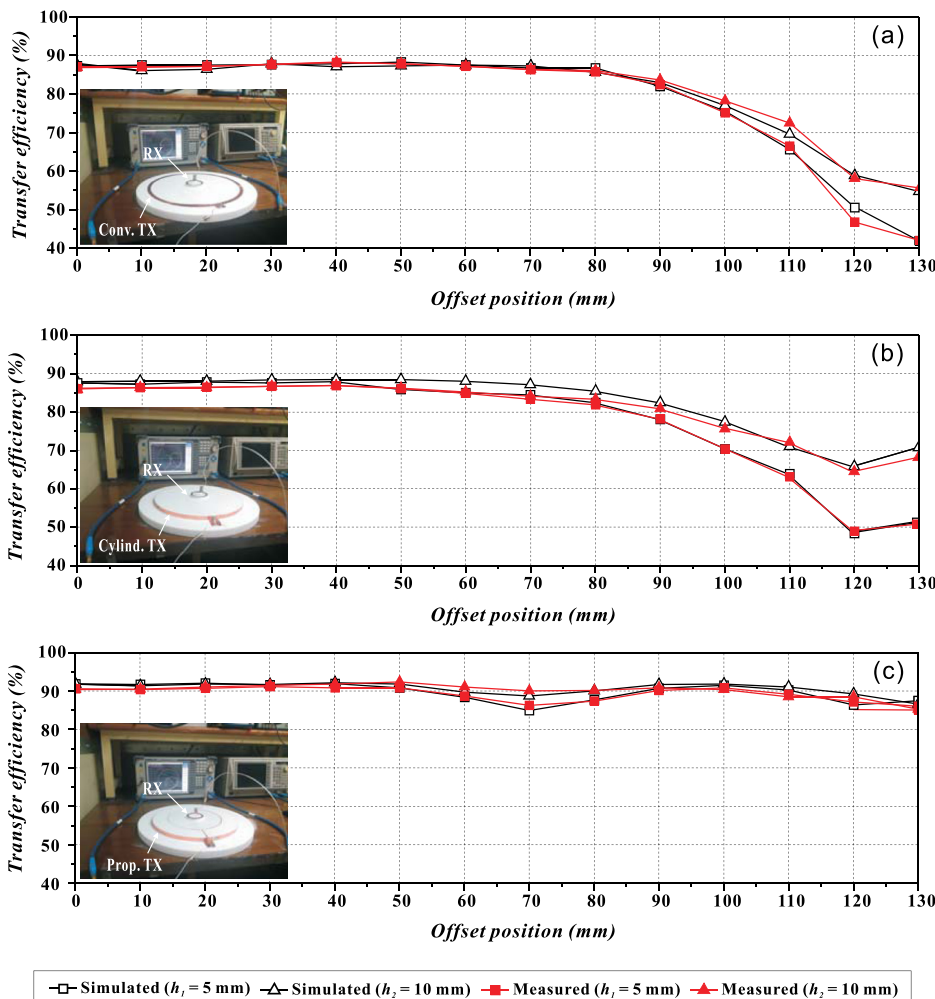 (a)
Transfer efficiency (%)
100
90
80
70
60
50
40
RX
Conv. TX
0 10 20 30 40 50 60 70 80 90 100 110 120 130
Offset position (mm)
(b)
Transfer efficiency (%)
100
90
80
70
60
50
40
RX
Cylind. TX
0 10 20 30 40 50 60 70 80 90 100 110 120 130
Offset position (mm)
(c)
Transfer efficiency (%)
100
90
80
70
60
50
40
RX
Prop. TX
0 10 20 30 40 50 60 70 80 90 100 110 120 130
Offset position (mm)
Simulated (h₁ = 5 mm) Simulated (h₂ = 10 mm) Measured (h₁ = 5 mm) Measured (h₂ = 10 mm)